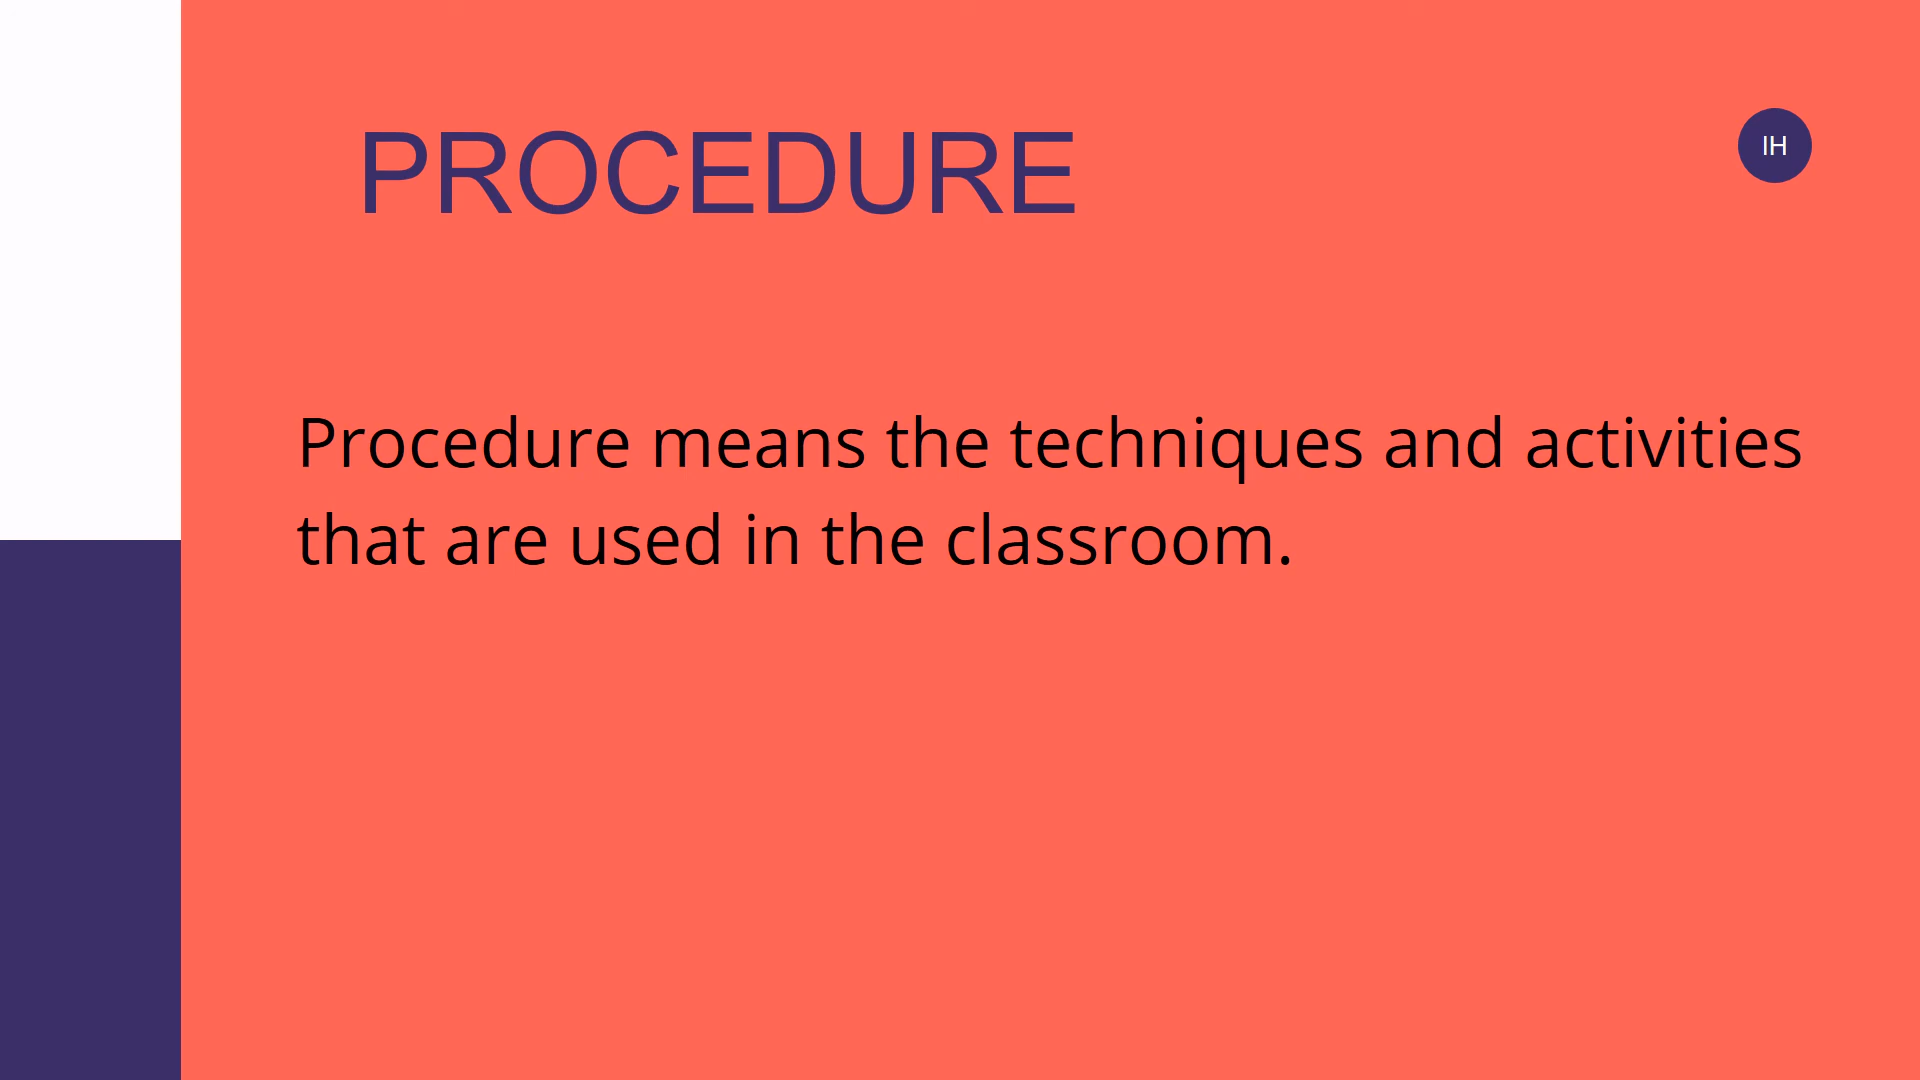 PROCEDURE
IH
Procedure means the techniques and activities
that are used in the classroom.